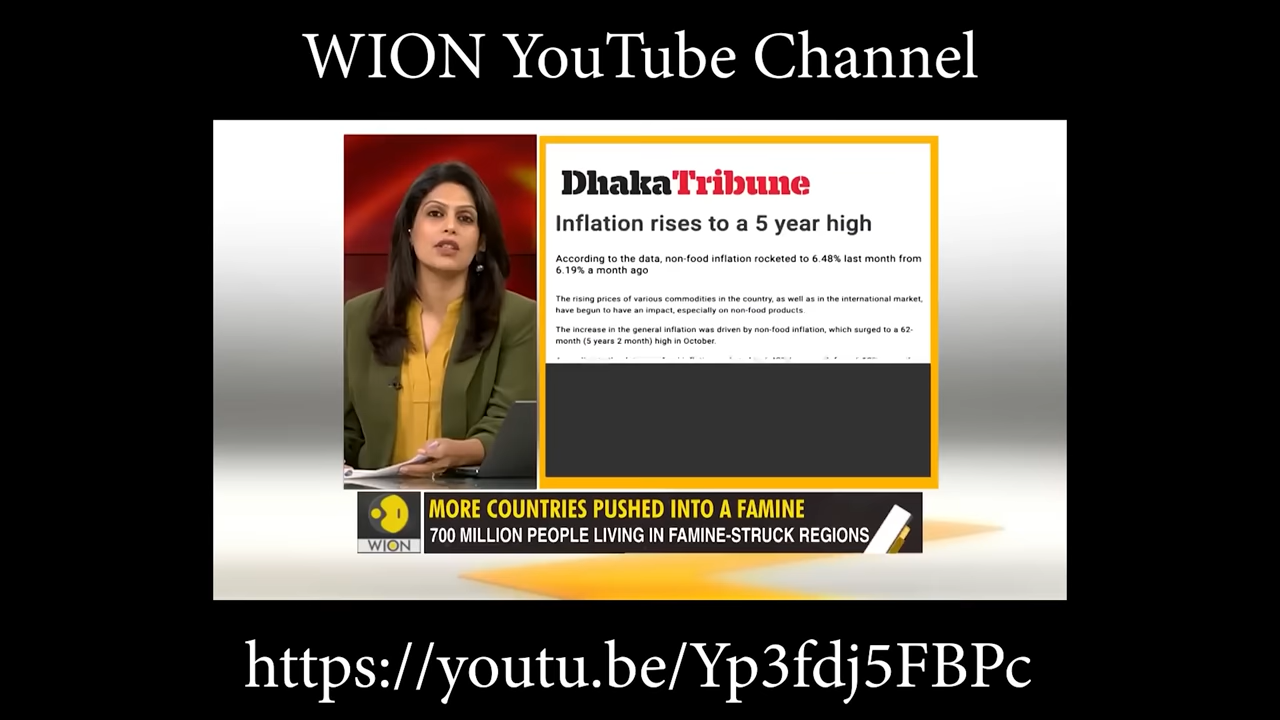 WION YouTube Channel
DhakaTribune
Inflation rises to a 5 year high
According to the data, non-food inflation rocketed to 6.48% last month from
6.19% a month ago
The rising prices of various commodities in the country, as well as in the international market,
have begun to have an impact, especially on non-food products.
The increase in the general inflation was driven by non-food inflation, which surged to a 62-
month (5 years 2 month) high in October.
MORE COUNTRIES PUSHED INTO A FAMINE
700 MILLION PEOPLE LIVING IN FAMINE-STRUCK REGIONS
WION
https://youtu.be/Yp3fdj5FBPc